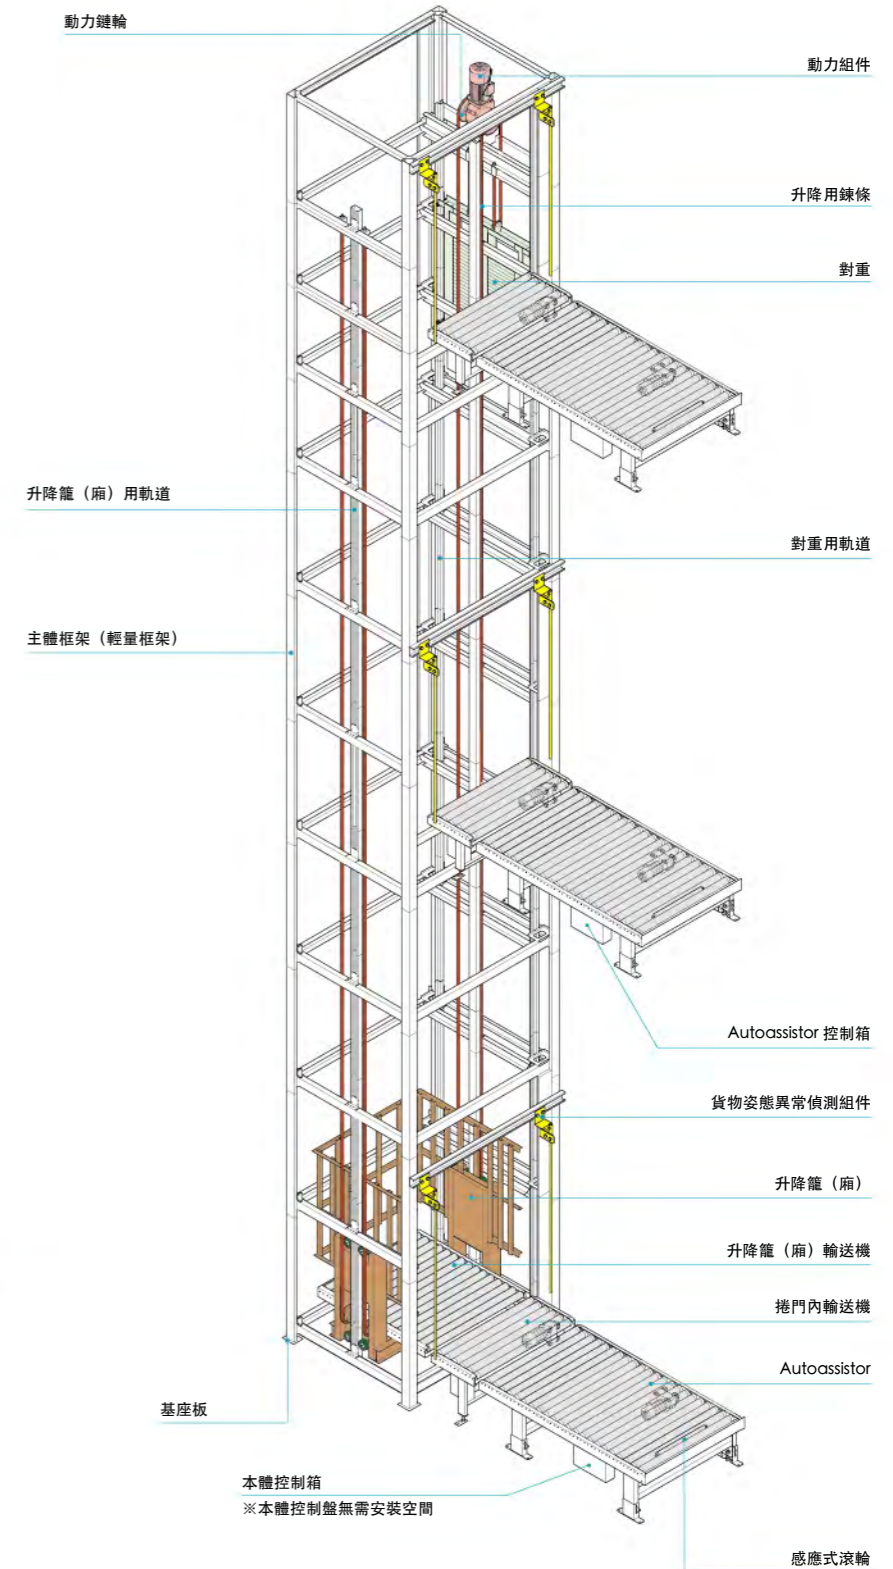 動力鏈輪
動力組件
升降用鍊條
對重
升降籠（廂）用軌道
對重用軌道
主體框架（輕量框架）
Autoassistor 控制箱
貨物姿態異常偵測組件
升降籠（廂）
升降籠（廂）輸送機
捲門內輸送機
Autoassistor
基座板
本體控制箱
※本體控制盤無需安裝空間
感應式滾輪